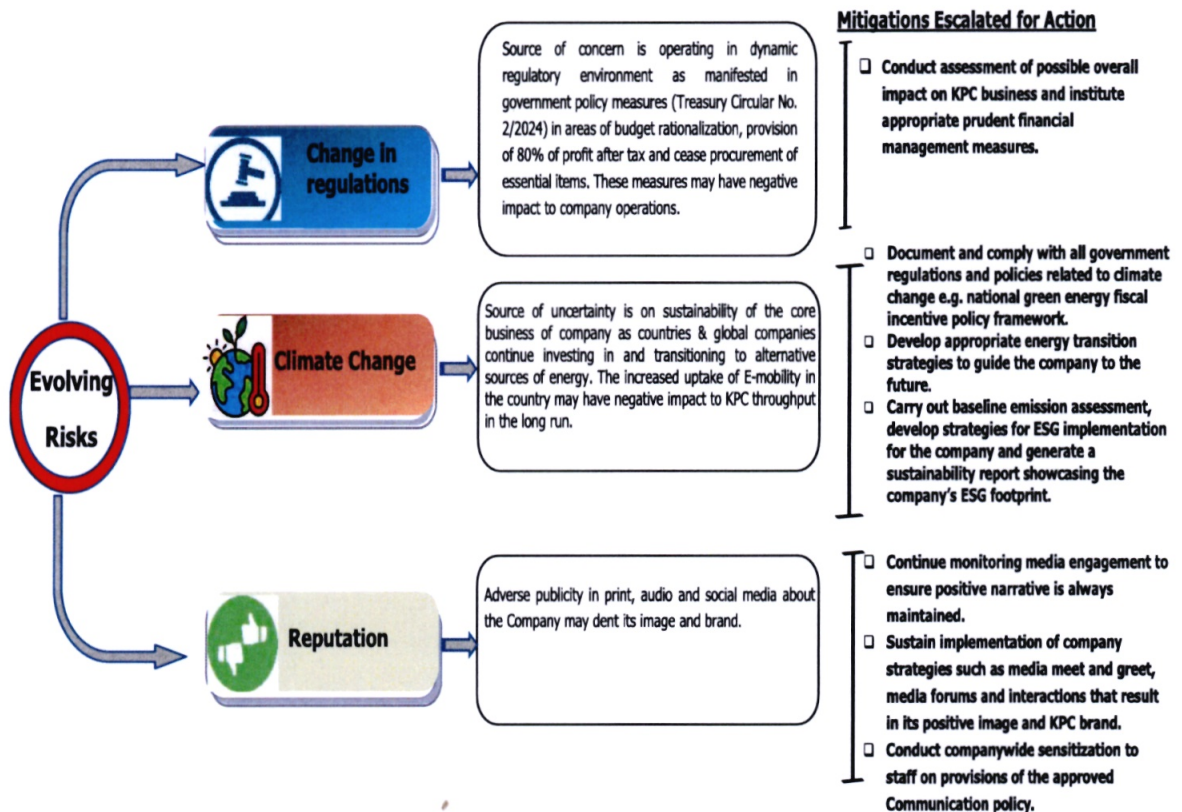 Mitigations Escalated for Action
Evolving
Risks
Change in
regulations
Source of concern is operating in dynamic
regulatory environment as manifested in
government policy measures (Treasury Circular No.
2/2024) in areas of budget rationalization, provision
of 80% of profit after tax and cease procurement of
essential items. These measures may have negative
impact to company operations.
❑ Conduct assessment of possible overall
impact on KPC business and institute
appropriate prudent financial
management measures.
Climate Change
Source of uncertainty is on sustainability of the core
business of company as countries & global companies
continue investing in and transitioning to alternative
sources of energy. The increased uptake of E-mobility in
the country may have negative impact to KPC throughput
in the long run.
❑ Document and comply with all government
regulations and policies related to climate
change e.g. national green energy fiscal
incentive policy framework.
❑ Develop appropriate energy transition
strategies to guide the company to the
future.
❑ Carry out baseline emission assessment,
develop strategies for ESG implementation
for the company and generate a
sustainability report showcasing the
company's ESG footprint.
Reputation
Adverse publicity in print, audio and social media about
the Company may dent its image and brand.
❑ Continue monitoring media engagement to
ensure positive narrative is always
maintained.
❑ Sustain implementation of company
strategies such as media meet and greet,
media forums and interactions that result
in its positive image and KPC brand.
❑ Conduct companywide sensitization to
staff on provisions of the approved
Communication policy.